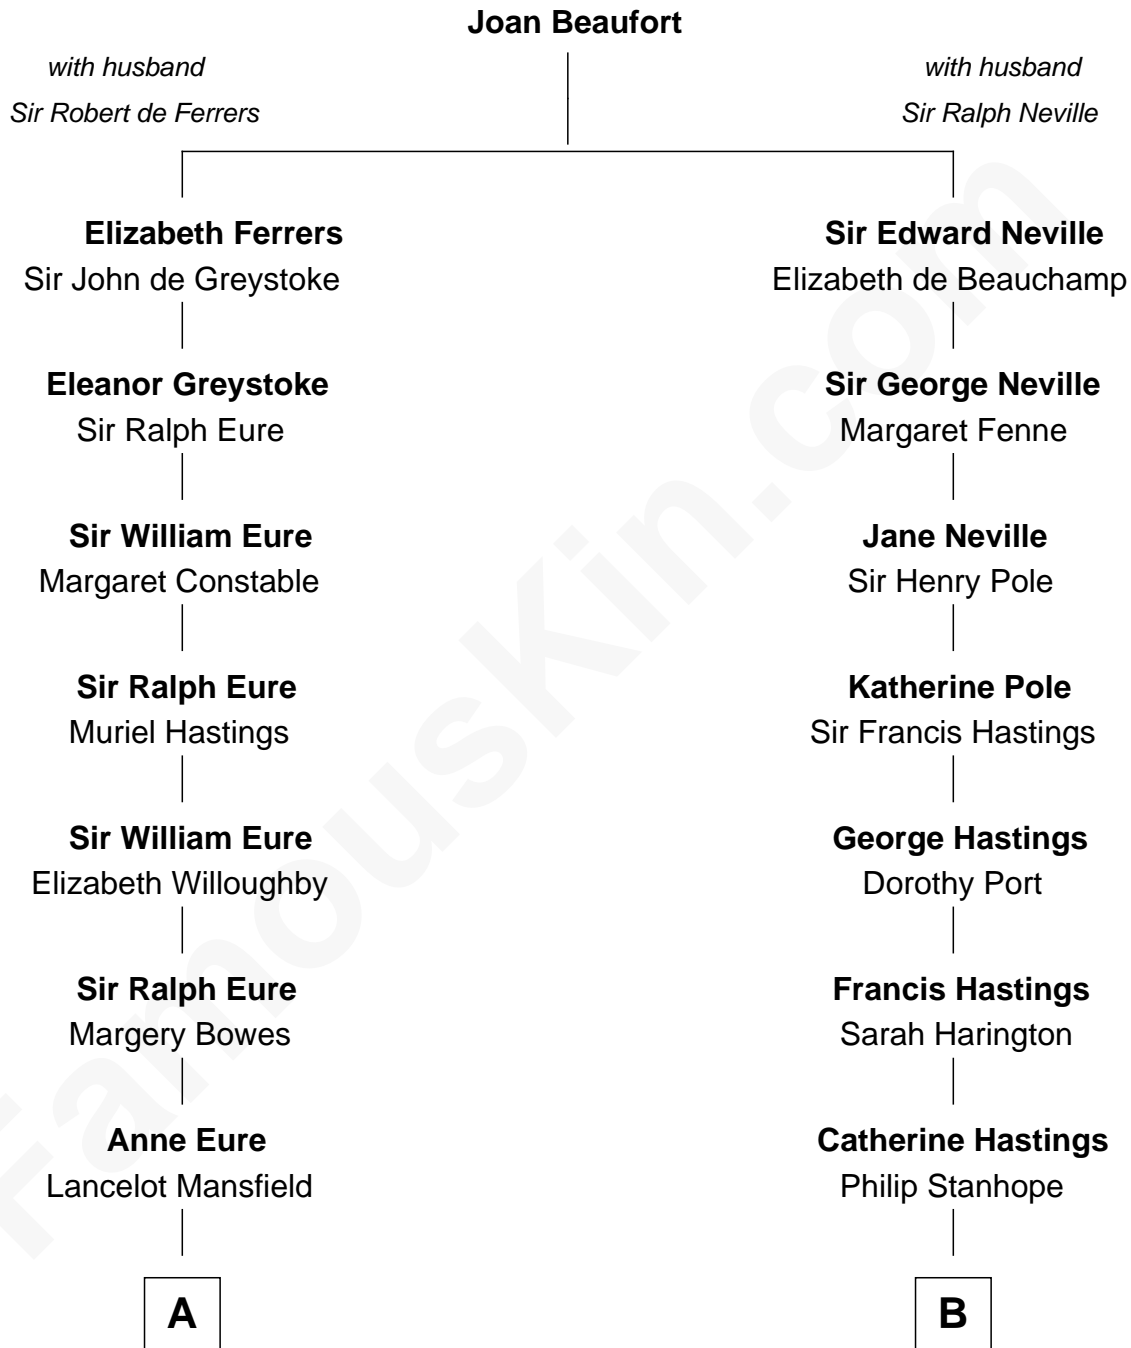 Joan Beaufort
with husband
Sir Robert de Ferrers
with husband
Sir Ralph Neville
Elizabeth Ferrers
Sir John de Greystoke
Eleanor Greystoke
Sir Ralph Eure
Sir William Eure
Margaret Constable
Sir Ralph Eure
Muriel Hastings
Sir William Eure
Elizabeth Willoughby
Sir Ralph Eure
Margery Bowes
Anne Eure
Lancelot Mansfield
A
Sir Edward Neville
Elizabeth de Beauchamp
Sir George Neville
Margaret Fenne
Jane Neville
Sir Henry Pole
Katherine Pole
Sir Francis Hastings
George Hastings
Dorothy Port
Francis Hastings
Sarah Harington
Catherine Hastings
Philip Stanhope
B
FamousKin.com